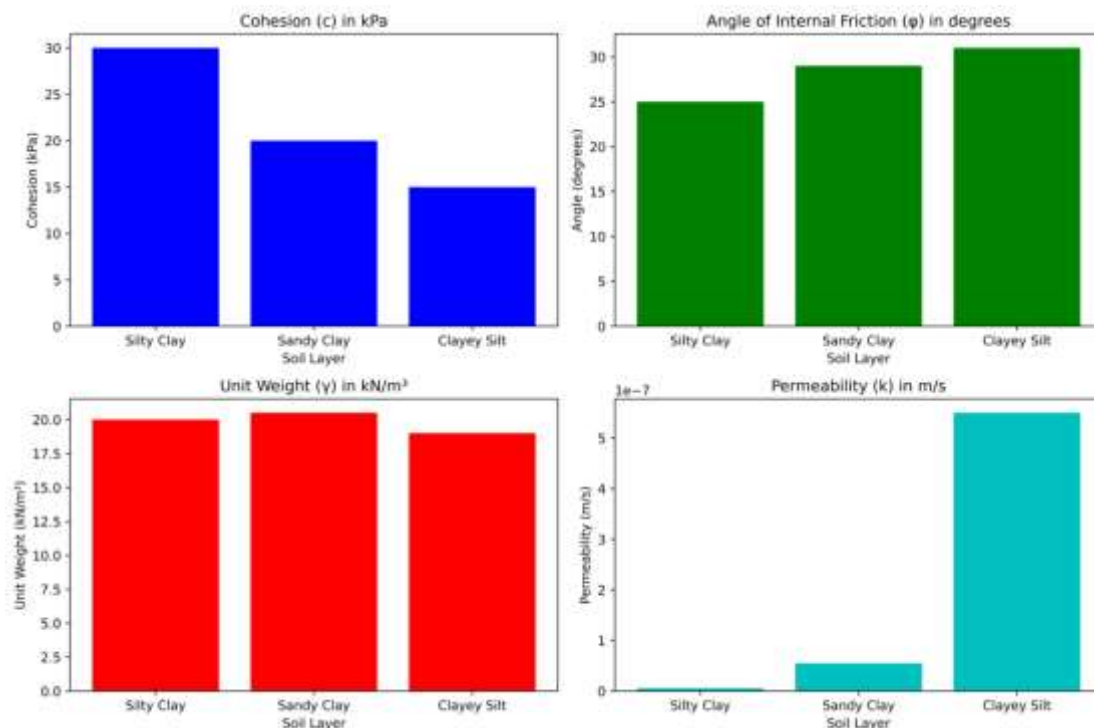 Cohesion (c) in kPa
Cohesion (kPa)
30
25
20
15
10
5
0
Silty Clay Sandy Clay Clayey Silt
Soil Layer
Angle of Internal Friction (φ) in degrees
Angle (degrees)
30
25
20
15
10
5
0
Silty Clay Sandy Clay Clayey Silt
Soil Layer
Unit Weight (γ) in kN/m³
Unit Weight (kN/m³)
20.0
17.5
15.0
12.5
10.0
7.5
5.0
2.5
0.0
Silty Clay Sandy Clay Clayey Silt
Soil Layer
Permeability (k) in m/s
1e−7
Permeability (m/s)
5
4
3
2
1
0
Silty Clay Sandy Clay Clayey Silt
Soil Layer